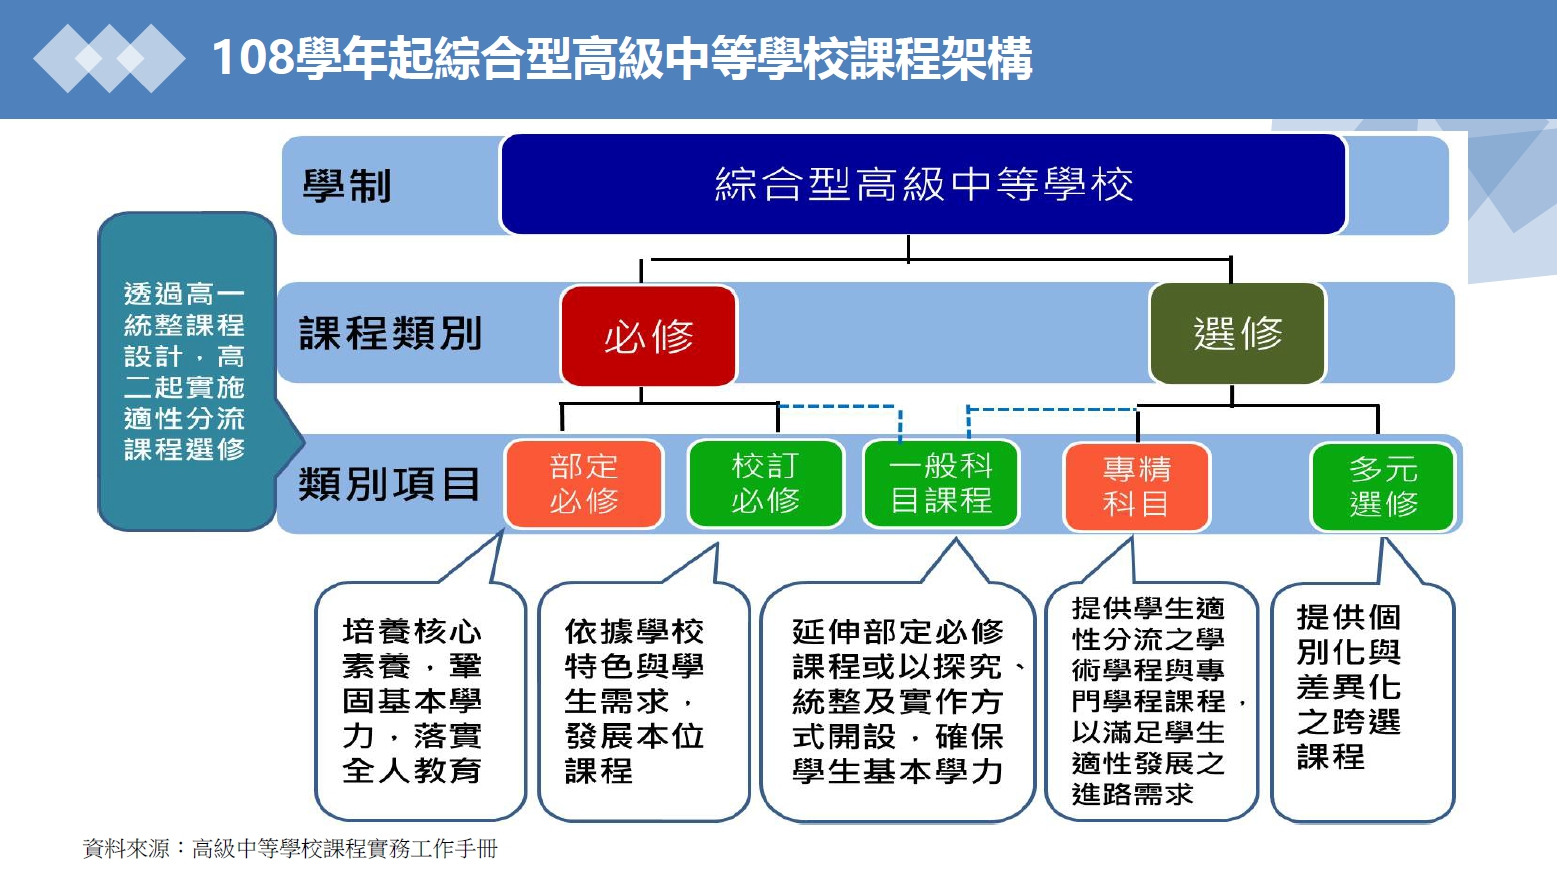 108學年起綜合型高級中等學校課程架構
學制
綜合型高級中等學校
透過高一
統整課程
設計，高
二起實施
適性分流
課程選修
課程類別
必修
選修
類別項目
部定
必修
校訂
必修
一般科
目課程
專精
科目
多元
選修
培養核心
素養，鞏
固基本學
力，落實
全人教育
依據學校
特色與學
生需求，
發展本位
課程
延伸部定必修
課程或以探究、
統整及實作方
式開設，確保
學生基本學力
提供學生適
性分流之學
術學程與專
門學程課程，
以滿足學生
適性發展之
進路需求
提供個
別化與
差異化
之跨選
課程
資料來源：高級中等學校課程實務工作手冊